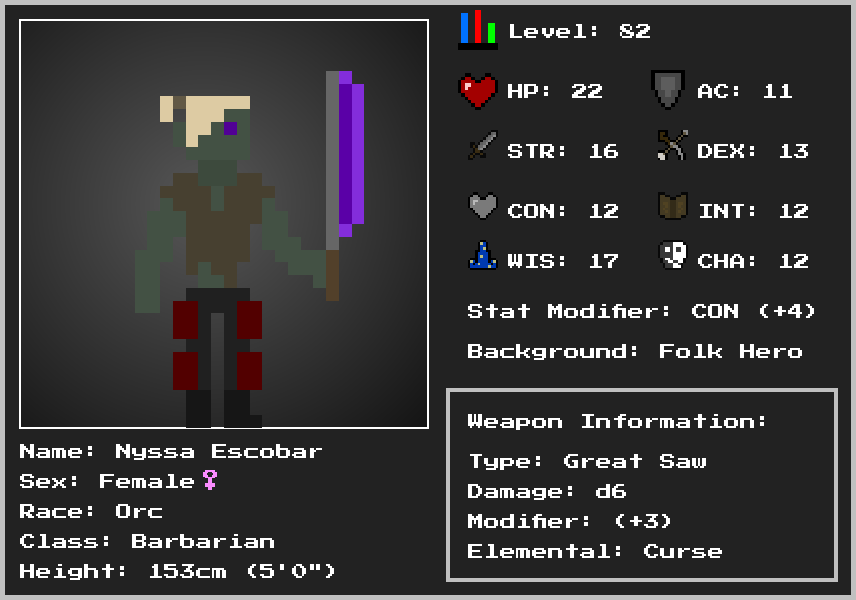 Level: 82
HP: 22 AC: 11
STR: 16 DEX: 13
CON: 12 INT: 12
WIS: 17 CHA: 12
Stat Modifier: CON (+4)
Background: Folk Hero
Weapon Information:
Type: Great Saw
Damage: d6
Modifier: (+3)
Elemental: Curse
Name: Nyssa Escobar
Sex: Female♀
Race: Orc
Class: Barbarian
Height: 153cm (5'0")